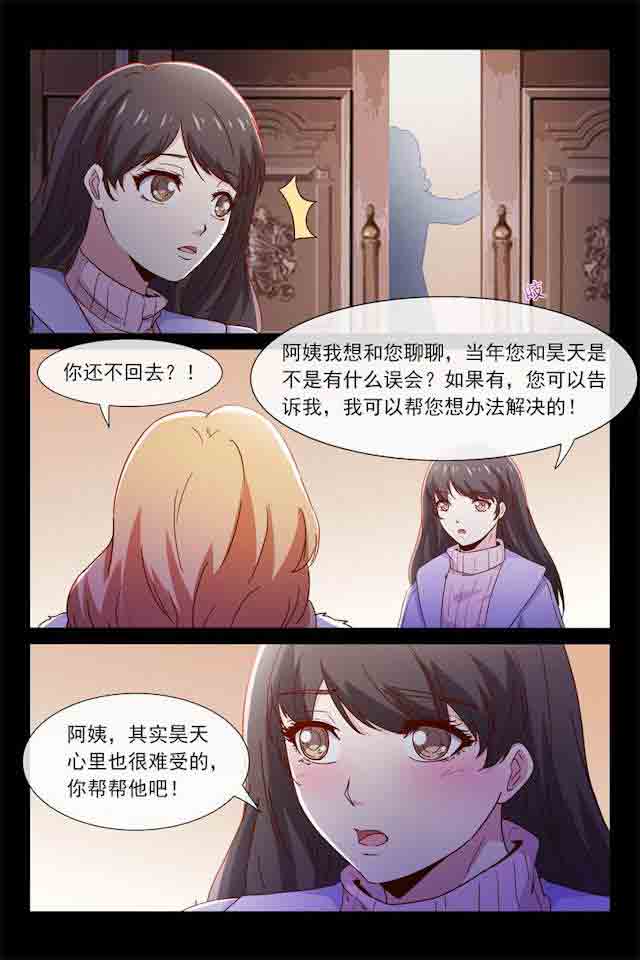 吱
你还不回去？！
阿姨我想和您聊聊，当年您和昊天是
不是有什么误会？如果有，您可以告
诉我，我可以帮您想办法解决的！
阿姨，其实昊天
心里也很难受的，
你帮帮他吧！